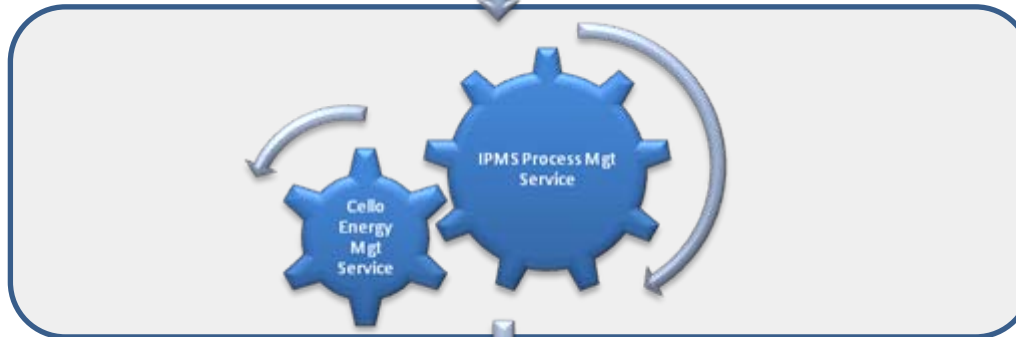 IPMS Process Mgt
Service
Cello
Energy
Mgt
Service